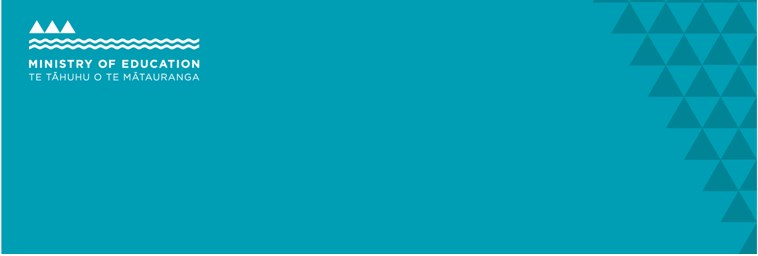 MINISTRY OF EDUCATION
TE TĀHUHU O TE MĀTAURANGA